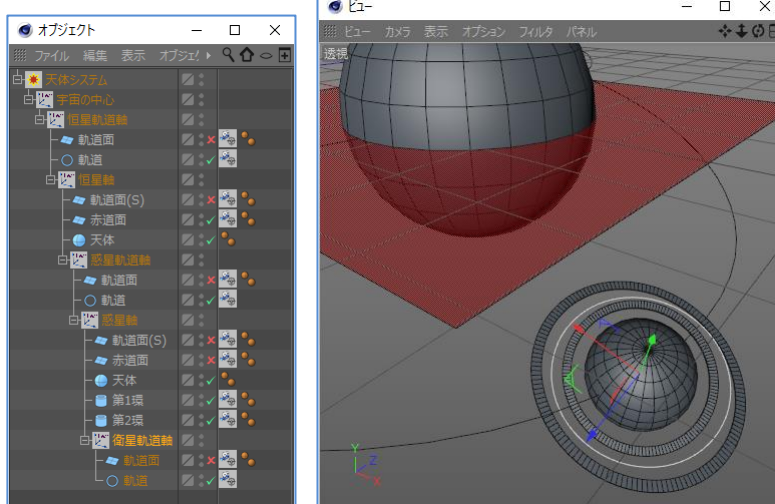 オブジェクト
ファイル 編集 表示 オブジェ
天体システム
宇宙の中心
恒星軌道軸
軌道面
軌道
恒星軸
軌道面(S)
赤道面
天体
惑星軌道軸
軌道面
軌道
惑星軸
軌道面(S)
赤道面
天体
第1環
第2環
衛星軌道軸
軌道面
軌道
ビュー
ビュー カメラ 表示 オプション フィルタ パネル
透視
Y
Z
X